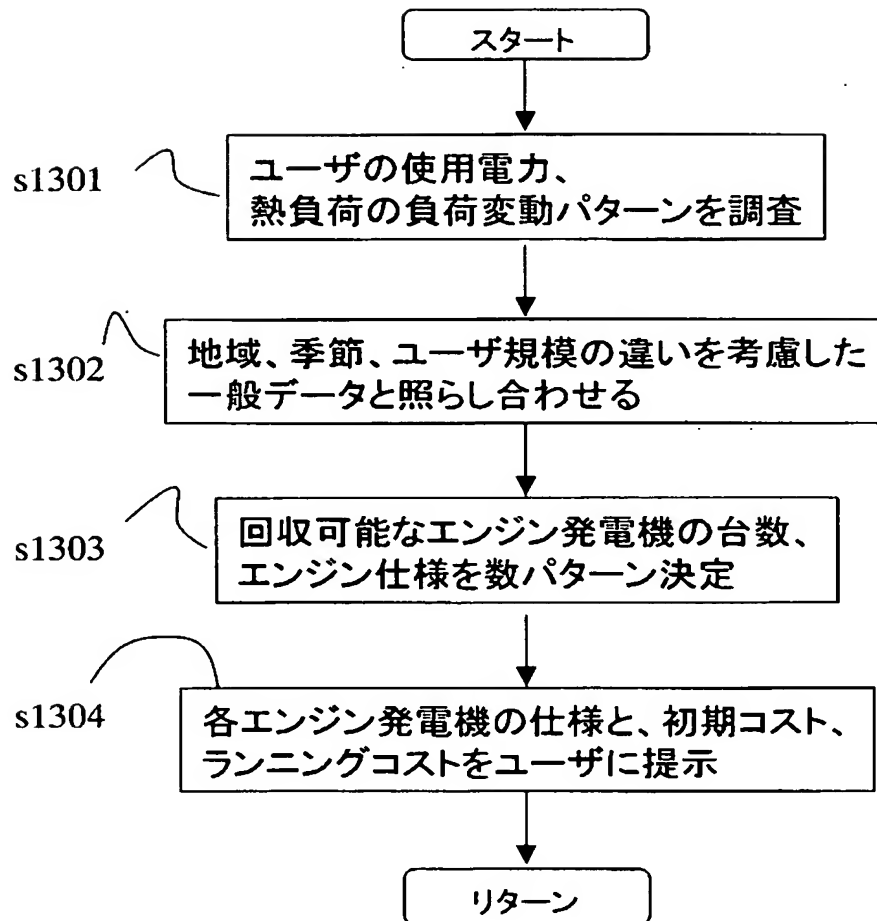 スタート
s1301
ユーザの使用電力、
熱負荷の負荷変動パターンを調査
s1302
地域、季節、ユーザ規模の違いを考慮した
一般データと照らし合わせる
s1303
回収可能なエンジン発電機の台数、
エンジン仕様を数パターン決定
s1304
各エンジン発電機の仕様と、初期コスト、
ランニングコストをユーザに提示
リターン